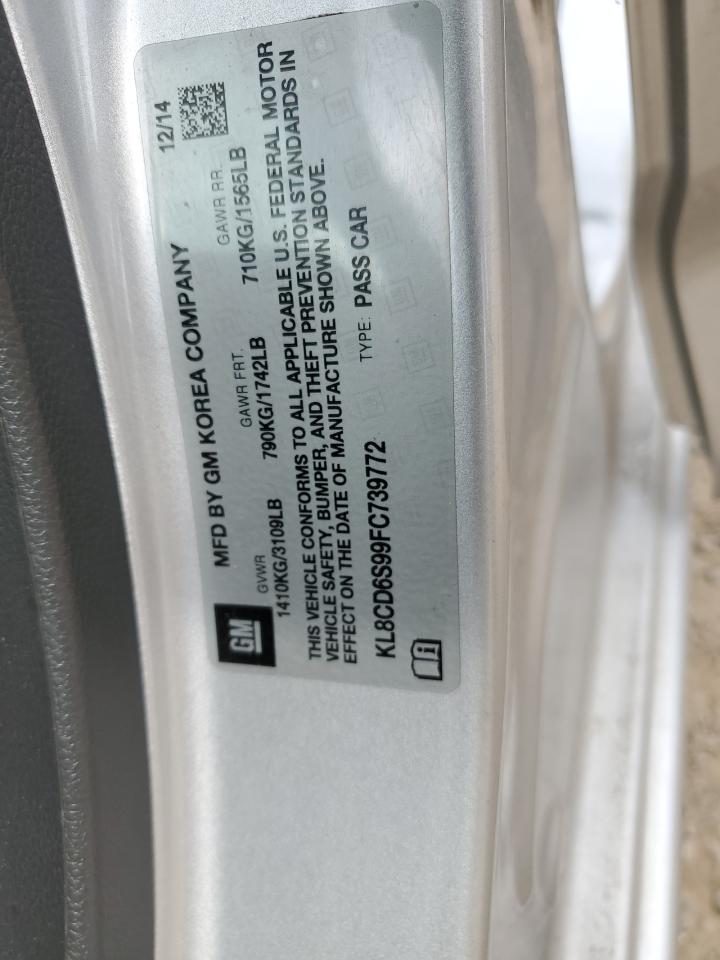 GM
MFD BY GM KOREA COMPANY 12/14
GVWR GAWR FRT. GAWR RR.
1410KG/3109LB 790KG/1742LB 710KG/1565LB
THIS VEHICLE CONFORMS TO ALL APPLICABLE U.S. FEDERAL MOTOR
VEHICLE SAFETY, BUMPER, AND THEFT PREVENTION STANDARDS IN
EFFECT ON THE DATE OF MANUFACTURE SHOWN ABOVE.
KL8CD6S99FC739772 TYPE: PASS CAR